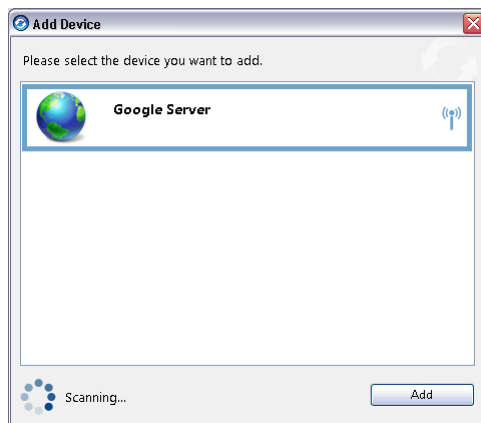 Add Device
Please select the device you want to add.
Google Server
Scanning...
Add